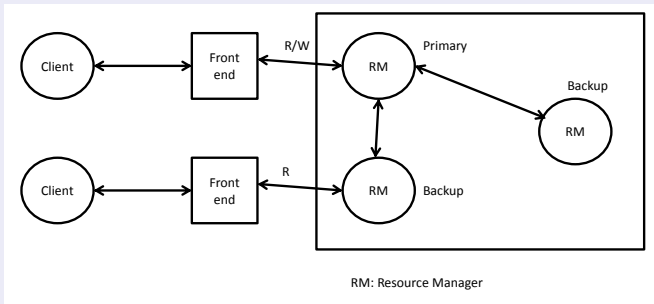 Client
Front
end
R/W
RM
Primary
Backup
RM
Client
Front
end
R
RM
Backup
RM: Resource Manager